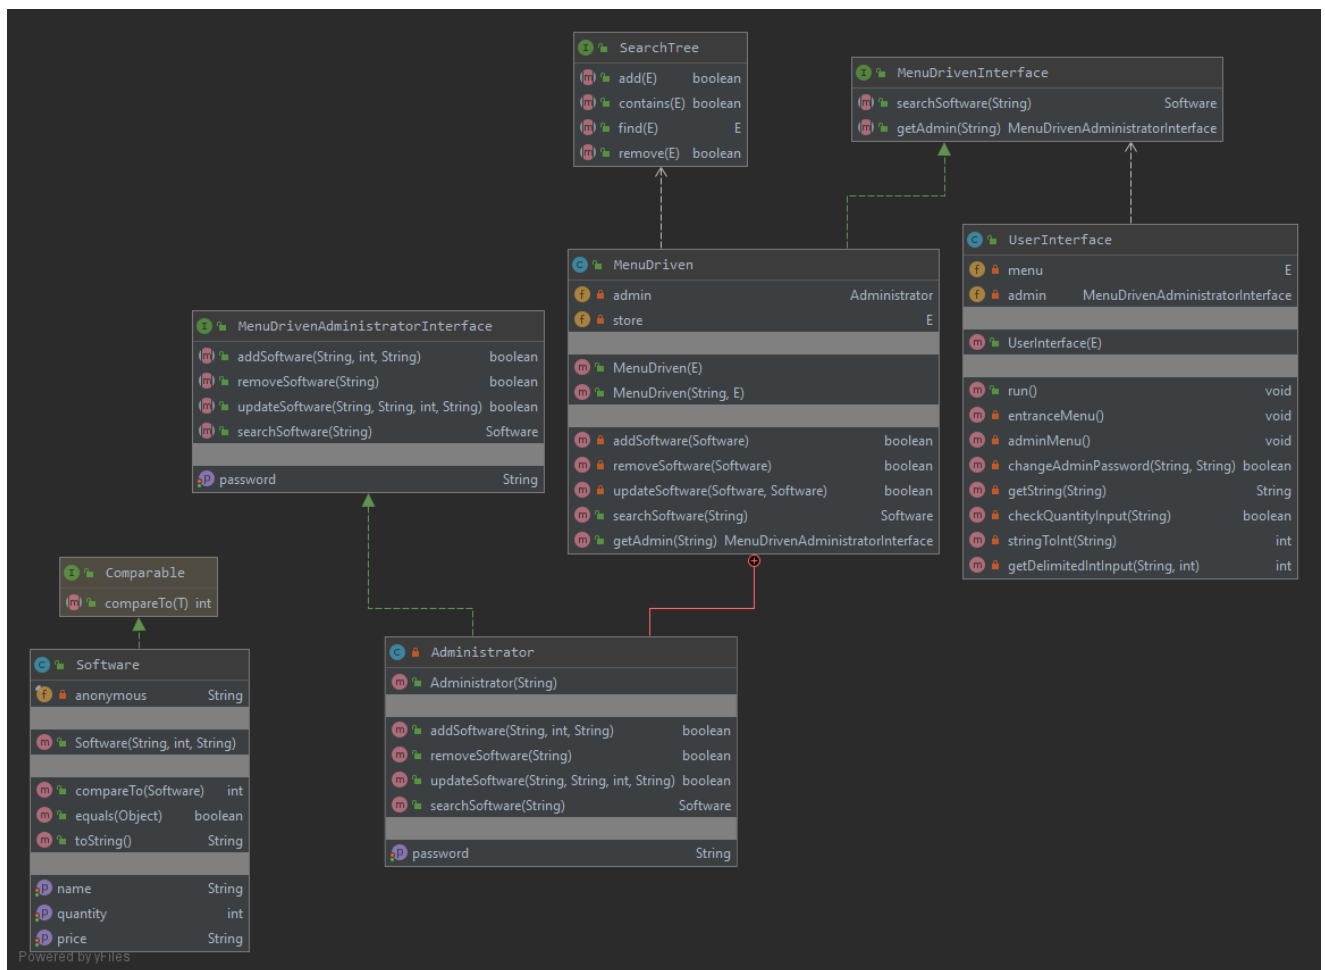 SearchTree
add(E) boolean
contains(E) boolean
find(E) E
remove(E) boolean
MenuDrivenInterface
searchSoftware(String) Software
getAdmin(String) MenuDrivenAdministratorInterface
MenuDriven
admin Administrator
store E
MenuDriven(E)
MenuDriven(String, E)
addSoftware(Software) boolean
removeSoftware(Software) boolean
updateSoftware(Software, Software) boolean
searchSoftware(String) Software
getAdmin(String) MenuDrivenAdministratorInterface
UserInterface
menu E
admin MenuDrivenAdministratorInterface
UserInterface(E)
run() void
entranceMenu() void
adminMenu() void
changeAdminPassword(String, String) boolean
getString(String) String
checkQuantityInput(String) boolean
stringToInt(String) int
getDelimitedIntInput(String, int) int
MenuDrivenAdministratorInterface
addSoftware(String, int, String) boolean
removeSoftware(String) boolean
updateSoftware(String, String, int, String) boolean
searchSoftware(String) Software
password String
Comparable
compareTo(T) int
Software
anonymous String
Software(String, int, String)
compareTo(Software) int
equals(Object) boolean
toString() String
name String
quantity int
price String
Administrator
Administrator(String)
addSoftware(String, int, String) boolean
removeSoftware(String) boolean
updateSoftware(String, String, int, String) boolean
searchSoftware(String) Software
password String
Powered by yFiles